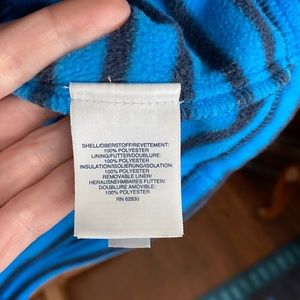 SHELL/OBERSTOFF/REVETEMENT:
100% POLYESTER
LINING/FUTTER/DOUBLURE:
100% POLYESTER
INSULATION/ISOLIERUNG/ISOLATION:
100% POLYESTER
REMOVABLE LINER/
HERAUSNEHMBARES FUTTER/
DOUBLURE AMOVIBLE:
100% POLYESTER
RN 62830